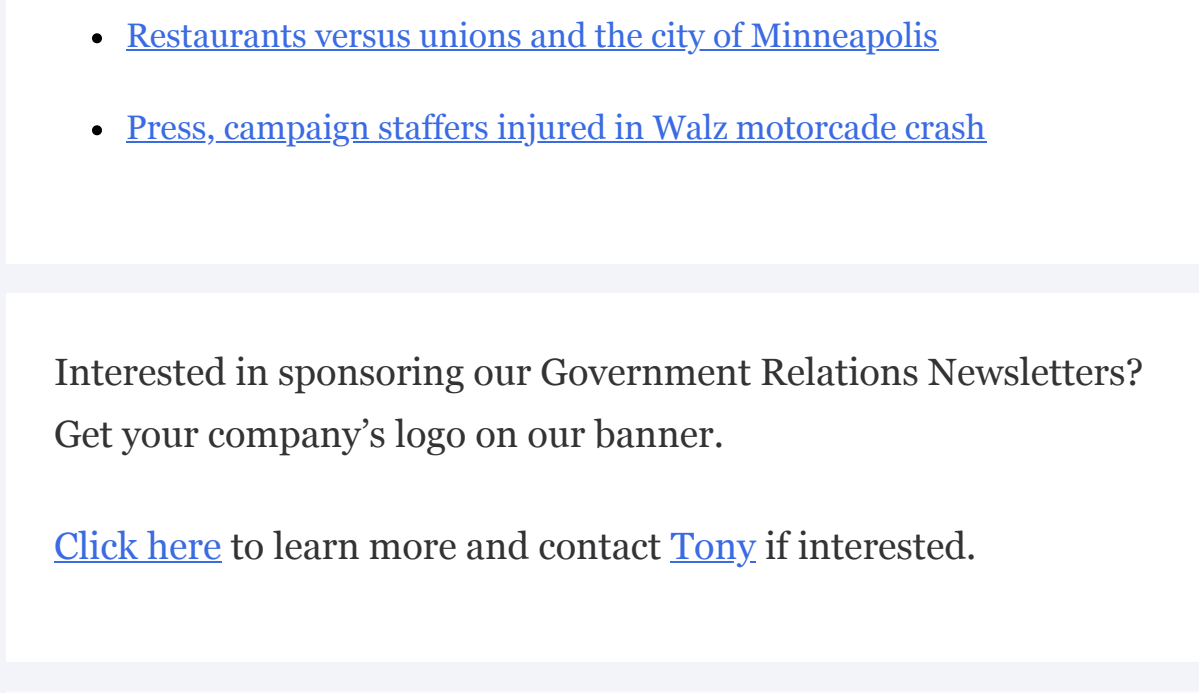 Restaurants versus unions and the city of Minneapolis
Press, campaign staffers injured in Walz motorcade crash
Interested in sponsoring our Government Relations Newsletters?
Get your company’s logo on our banner.
Click here to learn more and contact Tony if interested.